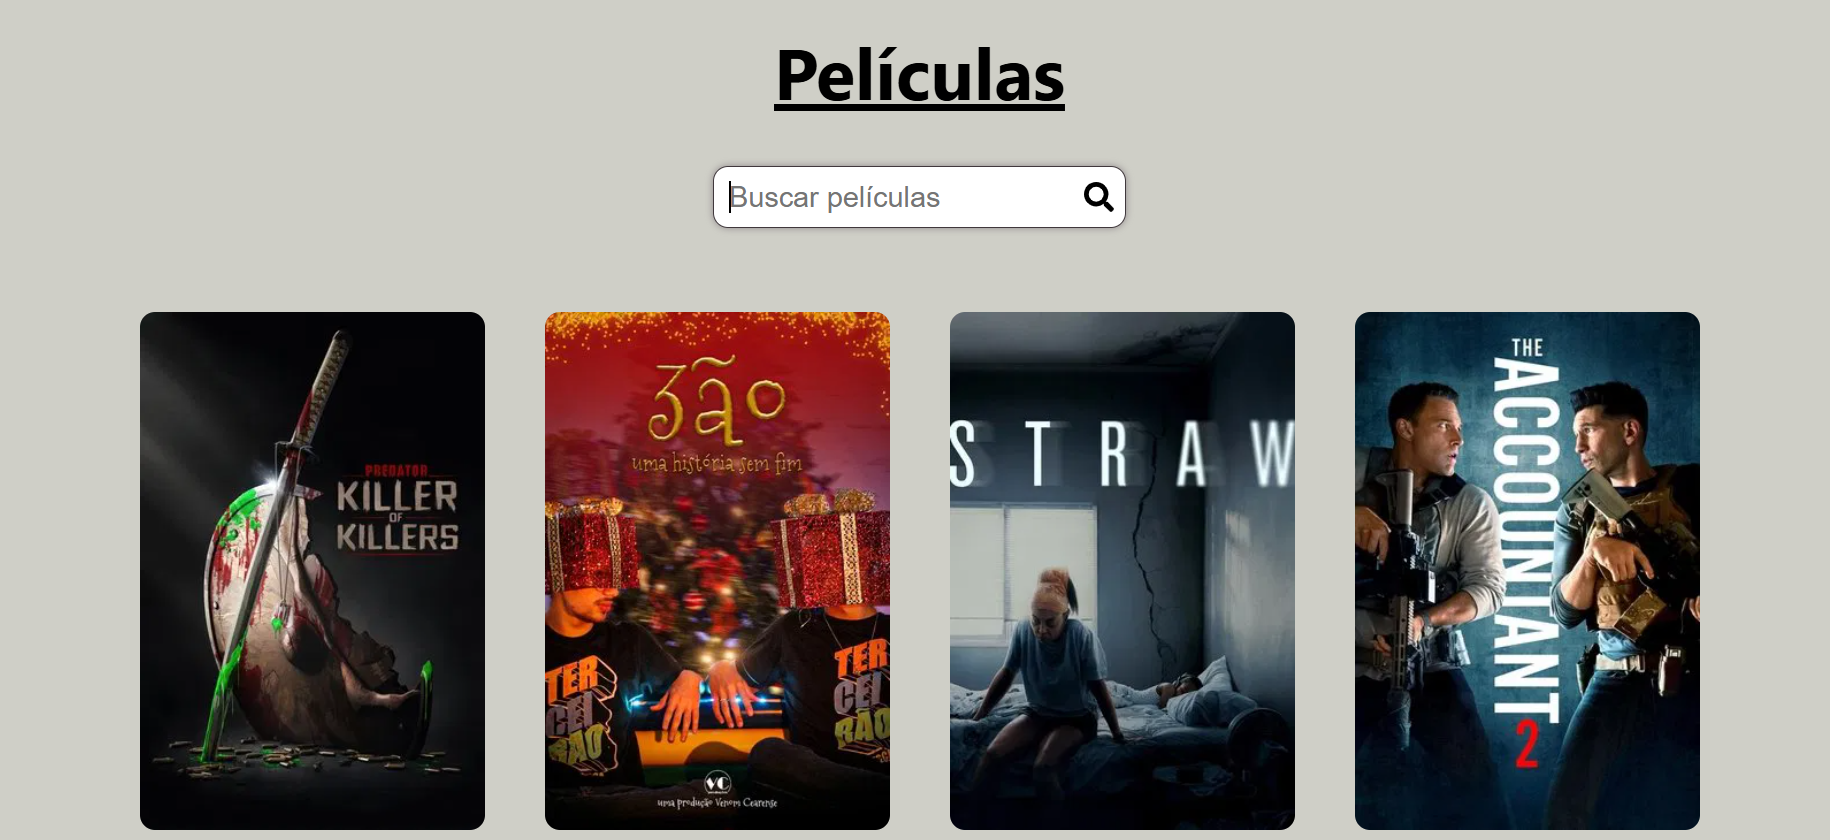 Películas
Buscar películas
PREDATOR
KILLER
OF
KILLERS
3ão
uma história sem fim
TER
CEI
RÃO
TER
CEI
RÃO
VC
uma produção Venom Cearense
STRAW
THE
ACCOUNTANT
2